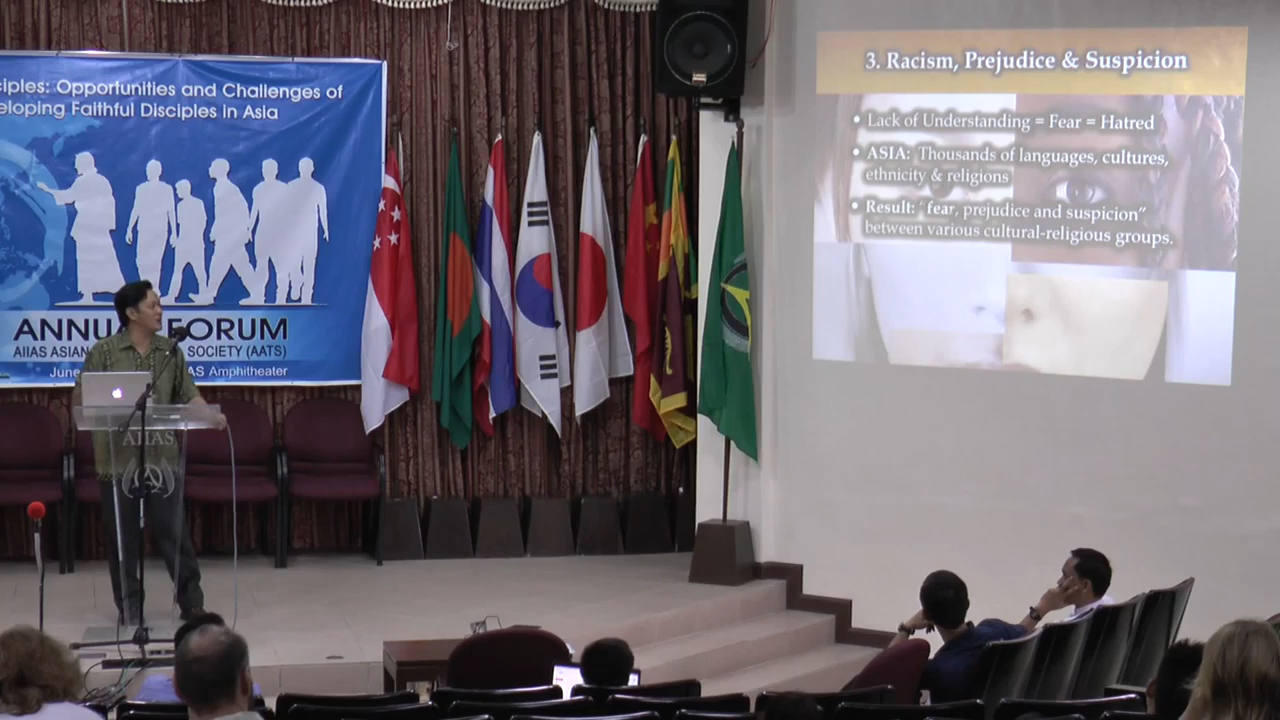 ciples: Opportunities and Challenges of
eloping Faithful Disciples in Asia
ANNUA FORUM
AIIAS ASIAN SOCIETY (AATS)
June AS Amphitheater
AIIAS
3. Racism, Prejudice & Suspicion
• Lack of Understanding = Fear = Hatred
• ASIA: Thousands of languages, cultures,
ethnicity & religions
• Result: "fear, prejudice and suspicion"
between various cultural-religious groups.